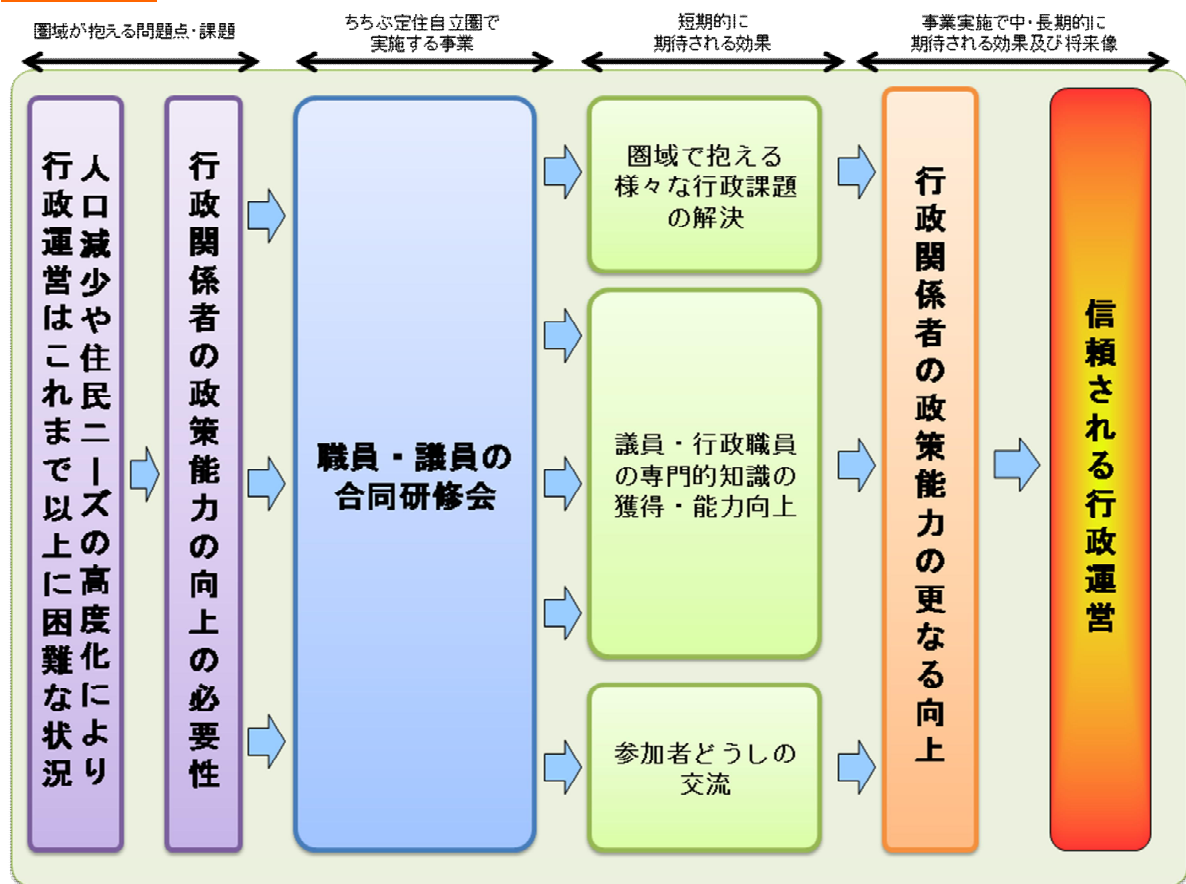 圏域が抱える問題点・課題
ちちぶ定住自立圏で
実施する事業
短期的に
期待される効果
事業実施で中・長期的に
期待される効果及び将来像
人口減少や住民ニーズの高度化により
行政運営はこれまで以上に困難な状況
行政関係者の政策能力の向上の必要性
職員・議員の
合同研修会
圏域で抱える
様々な行政課題
の解決
議員・行政職員
の専門的知識の
獲得・能力向上
参加者どうしの
交流
行政関係者の政策能力の更なる向上
信頼される行政運営